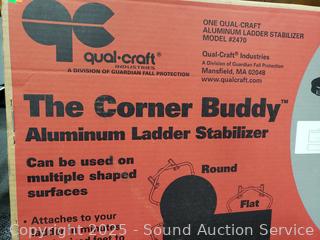 ONE QUAL-CRAFT
ALUMINUM LADDER STABILIZER
MODEL #2470
qual-craft®
INDUSTRIES
A DIVISION OF GUARDIAN FALL PROTECTION
Qual-Craft® Industries
A Division of Guardian Fall Protection
Mansfield, MA 02048
www.qualcraft.com
The Corner Buddy™
Aluminum Ladder Stabilizer
Can be used on
multiple shaped
surfaces
Round
Flat
• Attaches to your
Copyright 2025 - Sound Auction Service